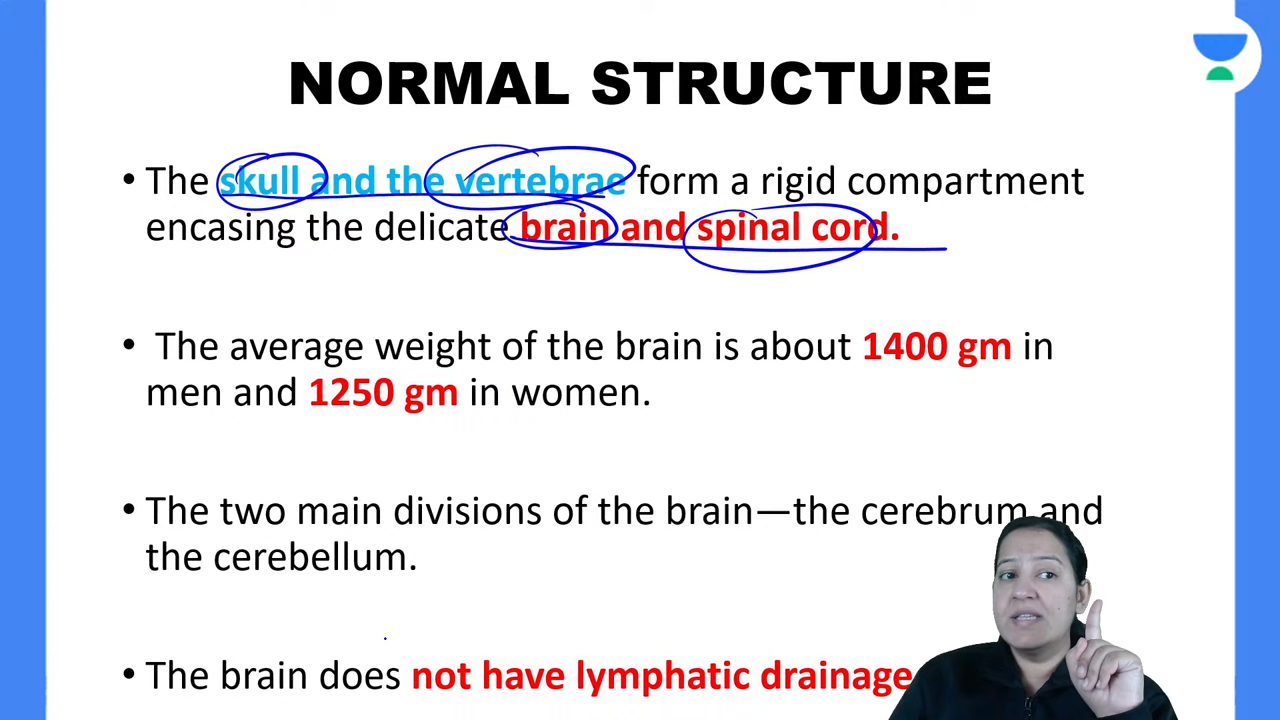 NORMAL STRUCTURE
• The skull and the vertebrae form a rigid compartment
encasing the delicate brain and spinal cord.
• The average weight of the brain is about 1400 gm in
men and 1250 gm in women.
• The two main divisions of the brain—the cerebrum and
the cerebellum.
• The brain does not have lymphatic drainage